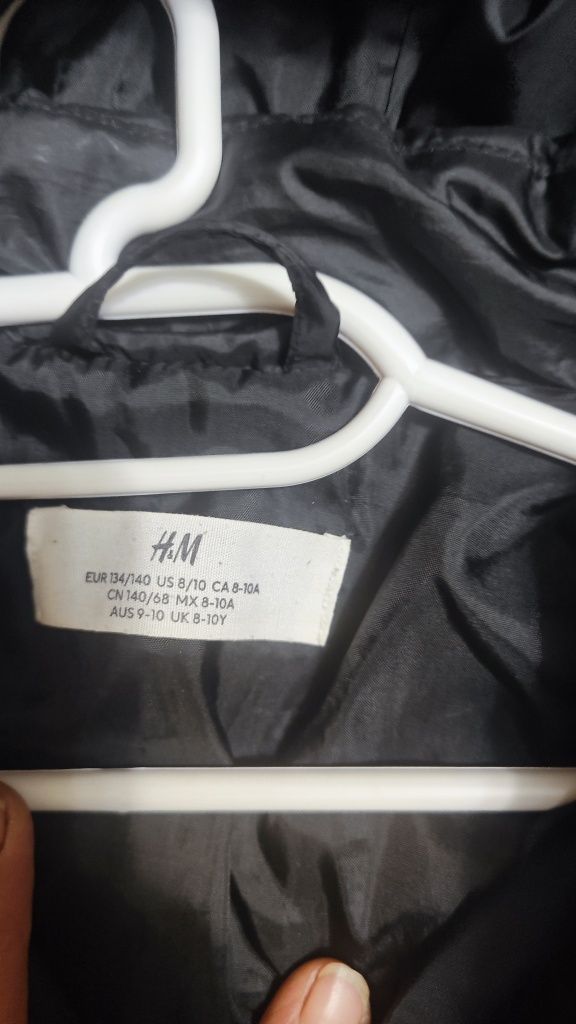 H&M
EUR 134/140 US 8/10 CA 8-10A
CN 140/68 MX 8-10A
AUS 9-10 UK 8-10Y